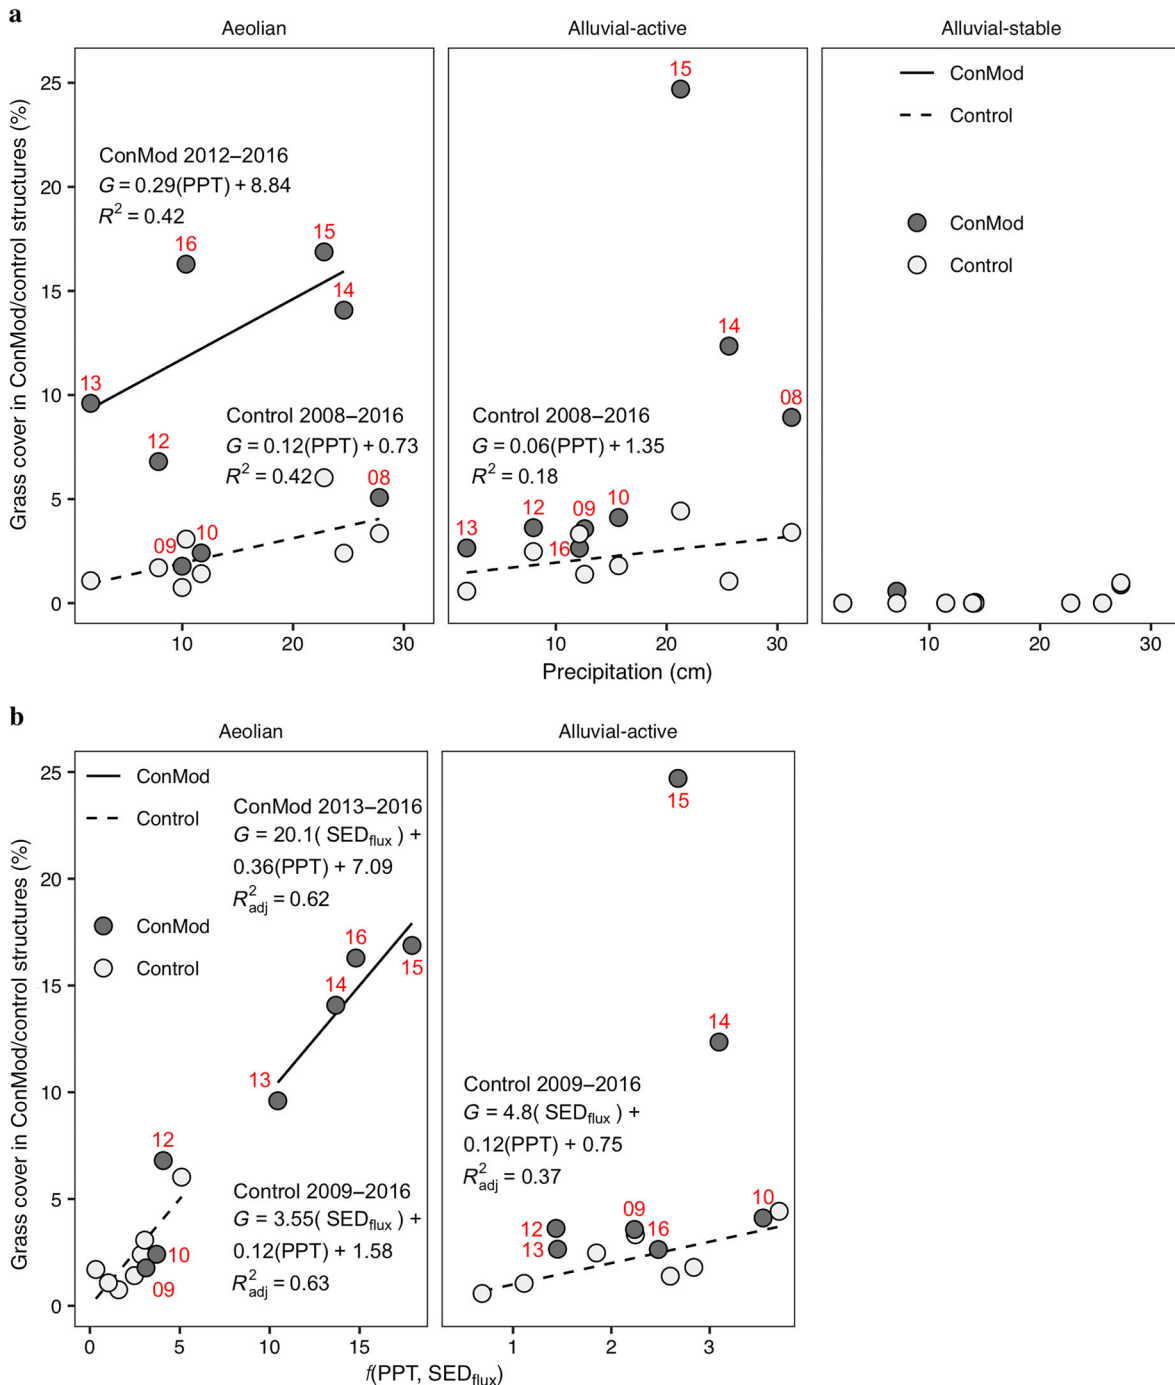 a
Aeolian
Alluvial-active
Alluvial-stable
Grass cover in ConMod/control structures (%)
25
20
15
10
5
0
ConMod 2012–2016
G = 0.29(PPT) + 8.84
R² = 0.42
16
15
14
13
12
Control 2008–2016
G = 0.12(PPT) + 0.73
R² = 0.42
08
09
10
10
20
30
15
14
08
Control 2008–2016
G = 0.06(PPT) + 1.35
R² = 0.18
13
12
09
10
16
10
20
30
ConMod
Control
ConMod
Control
10
20
30
Precipitation (cm)
b
Aeolian
Alluvial-active
Grass cover in ConMod/control structures (%)
25
20
15
10
5
0
ConMod
Control
ConMod
Control
ConMod 2013–2016
G = 20.1( SED_flux ) +
0.36(PPT) + 7.09
R²_adj = 0.62
16
15
14
13
12
10
09
Control 2009–2016
G = 3.55( SED_flux ) +
0.12(PPT) + 1.58
R²_adj = 0.63
0
5
10
15
15
14
Control 2009–2016
G = 4.8( SED_flux ) +
0.12(PPT) + 0.75
R²_adj = 0.37
12
13
09
16
10
1
2
3
f(PPT, SED_flux)